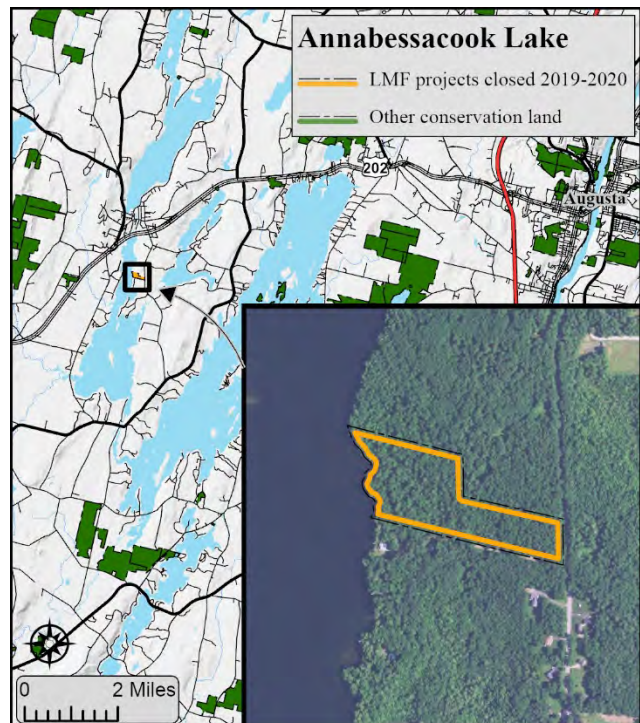 Annabessacook Lake
LMF projects closed 2019-2020
Other conservation land
202
Augusta
0 2 Miles